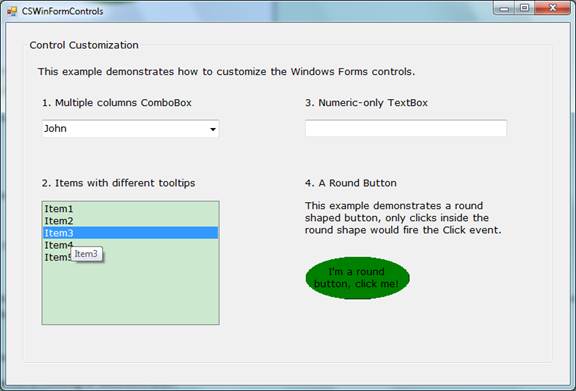 CSWinFormControls
Control Customization
This example demonstrates how to customize the Windows Forms controls.
1. Multiple columns ComboBox
John
2. Items with different tooltips
Item1
Item2
Item3
Item4
Item5
Item3
3. Numeric-only TextBox
4. A Round Button
This example demonstrates a round
shaped button, only clicks inside the
round shape would fire the Click event.
I'm a round
button, click me!